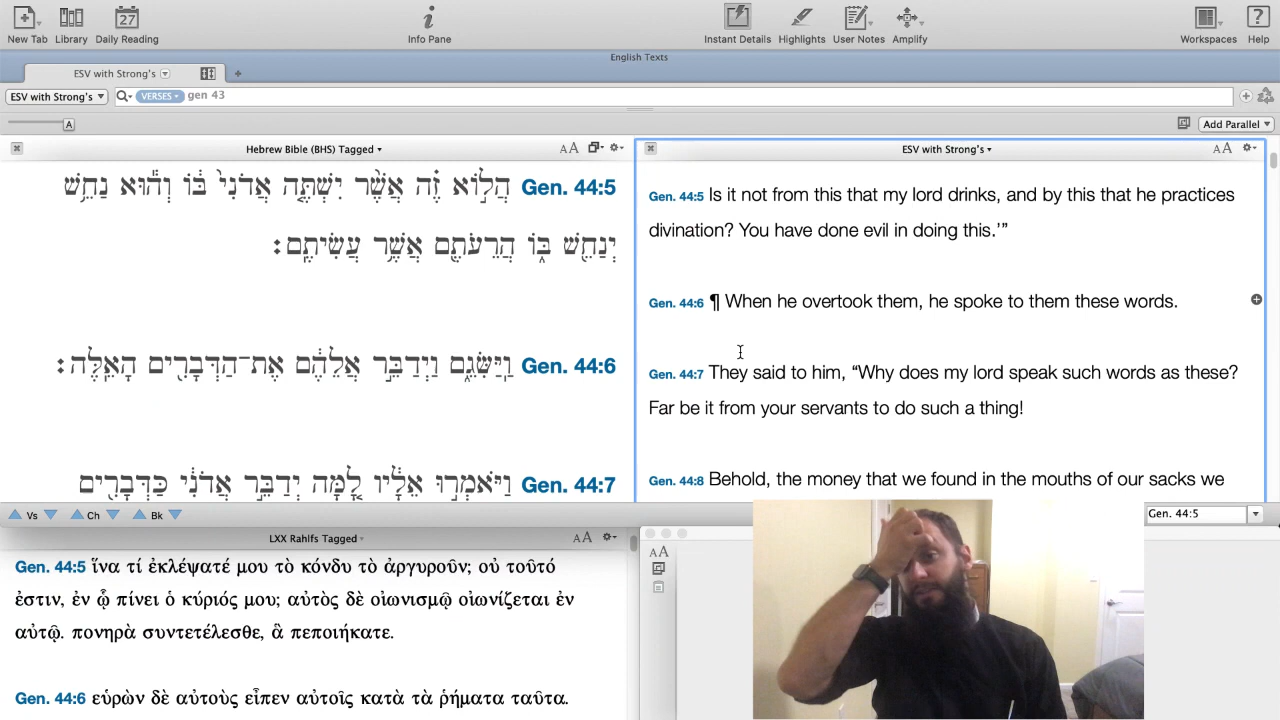 New Tab
Library
27
Daily Reading
Info Pane
Instant Details
Highlights
User Notes
Amplify
Workspaces
?
Help
English Texts
ESV with Strong's
+
ESV with Strong's
VERSES
gen 43
A
Add Parallel
Hebrew Bible (BHS) Tagged
AA
Gen. 44:5 הֲל֣וֹא זֶ֗ה אֲשֶׁ֨ר יִשְׁתֶּ֤ה אֲדֹנִי֙ בּ֔וֹ וְה֕וּא נַחֵ֥שׁ
יְנַחֵ֖שׁ בּ֑וֹ הֲרֵעֹתֶ֖ם אֲשֶׁ֥ר עֲשִׂיתֶֽם׃
Gen. 44:6 וַֽיַּשִּׂגֵ֑ם וַיְדַבֵּ֣ר אֲלֵהֶ֔ם אֶת־הַדְּבָרִ֖ים הָאֵֽלֶּה׃
Gen. 44:7 וַיֹּאמְר֣וּ אֵלָ֔יו לָ֚מָּה יְדַבֵּ֣ר אֲדֹנִ֔י כַּדְּבָרִ֖ים
ESV with Strong's
AA
Gen. 44:5 Is it not from this that my lord drinks, and by this that he practices
divination? You have done evil in doing this.’”
Gen. 44:6 ¶ When he overtook them, he spoke to them these words.
Gen. 44:7 They said to him, “Why does my lord speak such words as these?
Far be it from your servants to do such a thing!
Gen. 44:8 Behold, the money that we found in the mouths of our sacks we
Vs
Ch
Bk
Gen. 44:5
LXX Rahlfs Tagged
AA
Gen. 44:5 ἵνα τί ἐκλέψατέ μου τὸ κόνδυ τὸ ἀργυροῦν; οὐ τοῦτό
ἐστιν, ἐν ᾧ πίνει ὁ κύριός μου; αὐτὸς δὲ οἰωνισμῷ οἰωνίζεται ἐν
αὐτῷ. πονηρὰ συντετέλεσθε, ἃ πεποιήκατε.
Gen. 44:6 εὑρὼν δὲ αὐτοὺς εἶπεν αὐτοῖς κατὰ τὰ ῥήματα ταῦτα.
AA